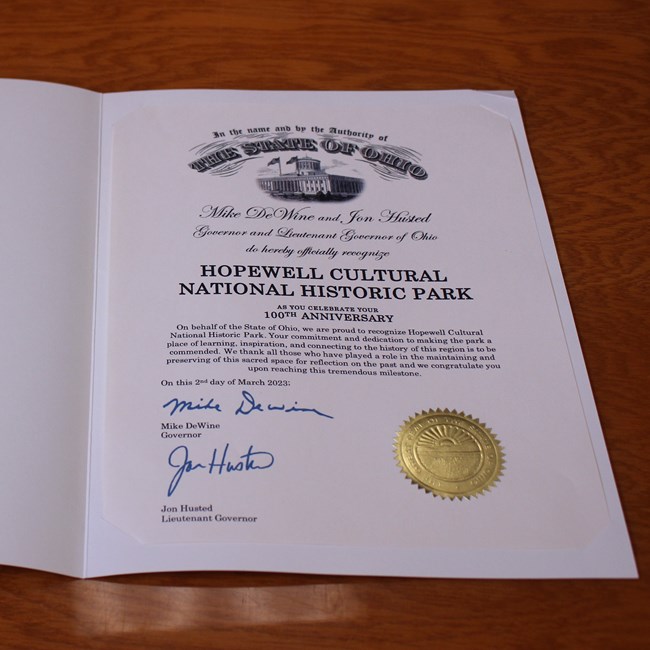 In the name and by the Authority of
THE STATE OF OHIO
Mike DeWine and Jon Husted
Governor and Lieutenant Governor of Ohio
do hereby officially recognize
HOPEWELL CULTURAL
NATIONAL HISTORIC PARK
AS YOU CELEBRATE YOUR
100TH ANNIVERSARY
On behalf of the State of Ohio, we are proud to recognize Hopewell Cultural
National Historic Park. Your commitment and dedication to making the park a
place of learning, inspiration, and connecting to the history of this region is to be
commended. We thank all those who have played a role in the maintaining and
preserving of this sacred space for reflection on the past and we congratulate you
upon reaching this tremendous milestone.
On this 2nd day of March 2023:
Mike DeWine
Mike DeWine
Governor
Jon Husted
Jon Husted
Lieutenant Governor